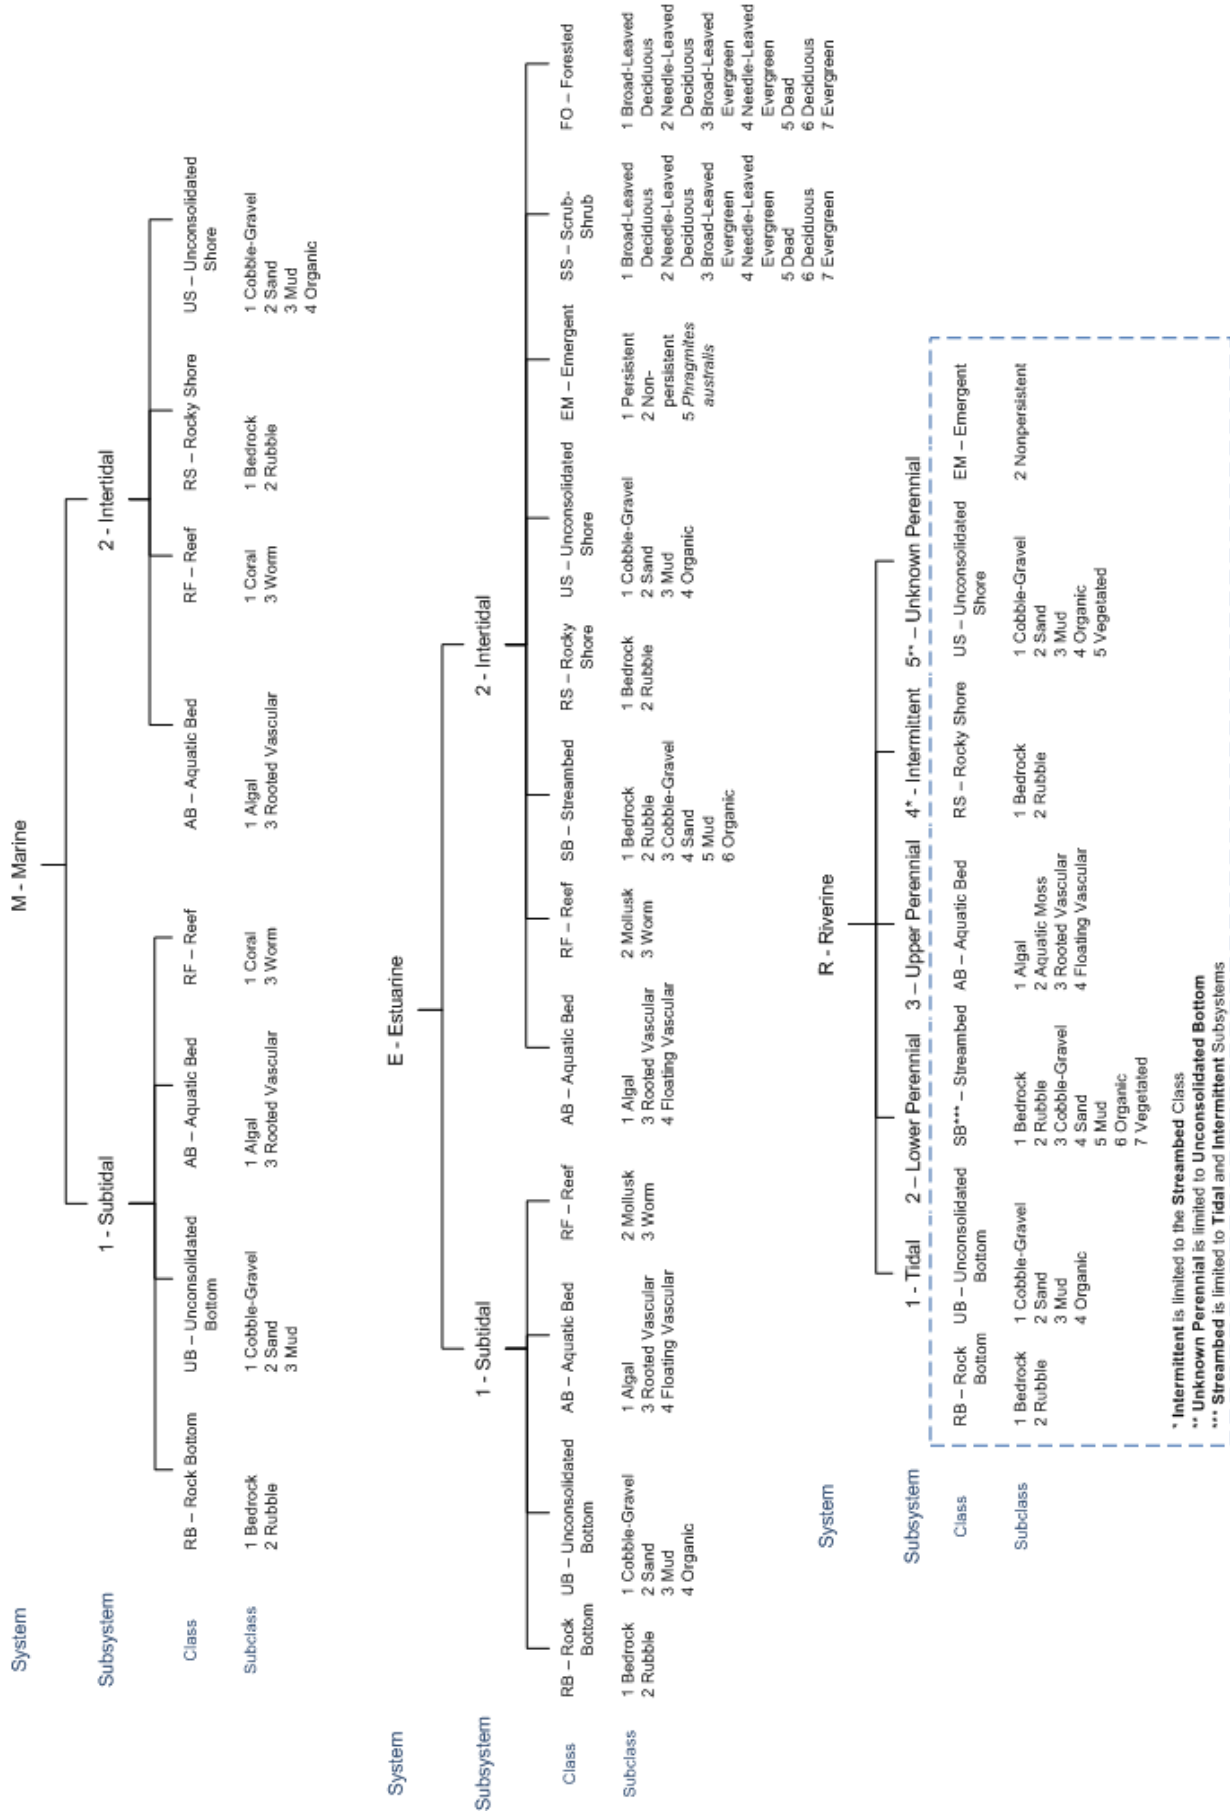 M - Marine
System
Subsystem
1 - Subtidal
2 - Intertidal
Class
RB – Rock Bottom
UB – Unconsolidated
Bottom
AB – Aquatic Bed
RF – Reef
AB – Aquatic Bed
RF – Reef
RS – Rocky Shore
US – Unconsolidated
Shore
Subclass
1 Bedrock
2 Rubble
1 Cobble-Gravel
2 Sand
3 Mud
1 Algal
3 Rooted Vascular
1 Coral
3 Worm
1 Algal
3 Rooted Vascular
1 Coral
3 Worm
1 Bedrock
2 Rubble
1 Cobble-Gravel
2 Sand
3 Mud
4 Organic
System
E - Estuarine
Subsystem
1 - Subtidal
2 - Intertidal
Class
RB – Rock
Bottom
UB – Unconsolidated
Bottom
AB – Aquatic Bed
RF – Reef
AB – Aquatic Bed
RF – Reef
SB – Streambed
RS – Rocky
Shore
US – Unconsolidated
Shore
EM – Emergent
SS – Scrub-
Shrub
FO – Forested
Subclass
1 Bedrock
2 Rubble
1 Cobble-Gravel
2 Sand
3 Mud
4 Organic
1 Algal
3 Rooted Vascular
4 Floating Vascular
2 Mollusk
3 Worm
1 Algal
3 Rooted Vascular
4 Floating Vascular
2 Mollusk
3 Worm
1 Bedrock
2 Rubble
3 Cobble-Gravel
4 Sand
5 Mud
6 Organic
1 Bedrock
2 Rubble
1 Cobble-Gravel
2 Sand
3 Mud
4 Organic
1 Persistent
2 Non-
persistent
5 Phragmites
australis
1 Broad-Leaved
Deciduous
2 Needle-Leaved
Deciduous
3 Broad-Leaved
Evergreen
4 Needle-Leaved
Evergreen
5 Dead
6 Deciduous
7 Evergreen
1 Broad-Leaved
Deciduous
2 Needle-Leaved
Deciduous
3 Broad-Leaved
Evergreen
4 Needle-Leaved
Evergreen
5 Dead
6 Deciduous
7 Evergreen
System
R - Riverine
Subsystem
1 - Tidal
2 – Lower Perennial
3 – Upper Perennial
4* - Intermittent
5** – Unknown Perennial
Class
RB – Rock
Bottom
UB – Unconsolidated
Bottom
SB*** – Streambed
AB – Aquatic Bed
RS – Rocky Shore
US – Unconsolidated
Shore
EM – Emergent
Subclass
1 Bedrock
2 Rubble
1 Cobble-Gravel
2 Sand
3 Mud
4 Organic
1 Bedrock
2 Rubble
3 Cobble-Gravel
4 Sand
5 Mud
6 Organic
7 Vegetated
1 Algal
2 Aquatic Moss
3 Rooted Vascular
4 Floating Vascular
1 Bedrock
2 Rubble
1 Cobble-Gravel
2 Sand
3 Mud
4 Organic
5 Vegetated
2 Nonpersistent
* Intermittent is limited to the Streambed Class
** Unknown Perennial is limited to Unconsolidated Bottom
*** Streambed is limited to Tidal and Intermittent Subsystems